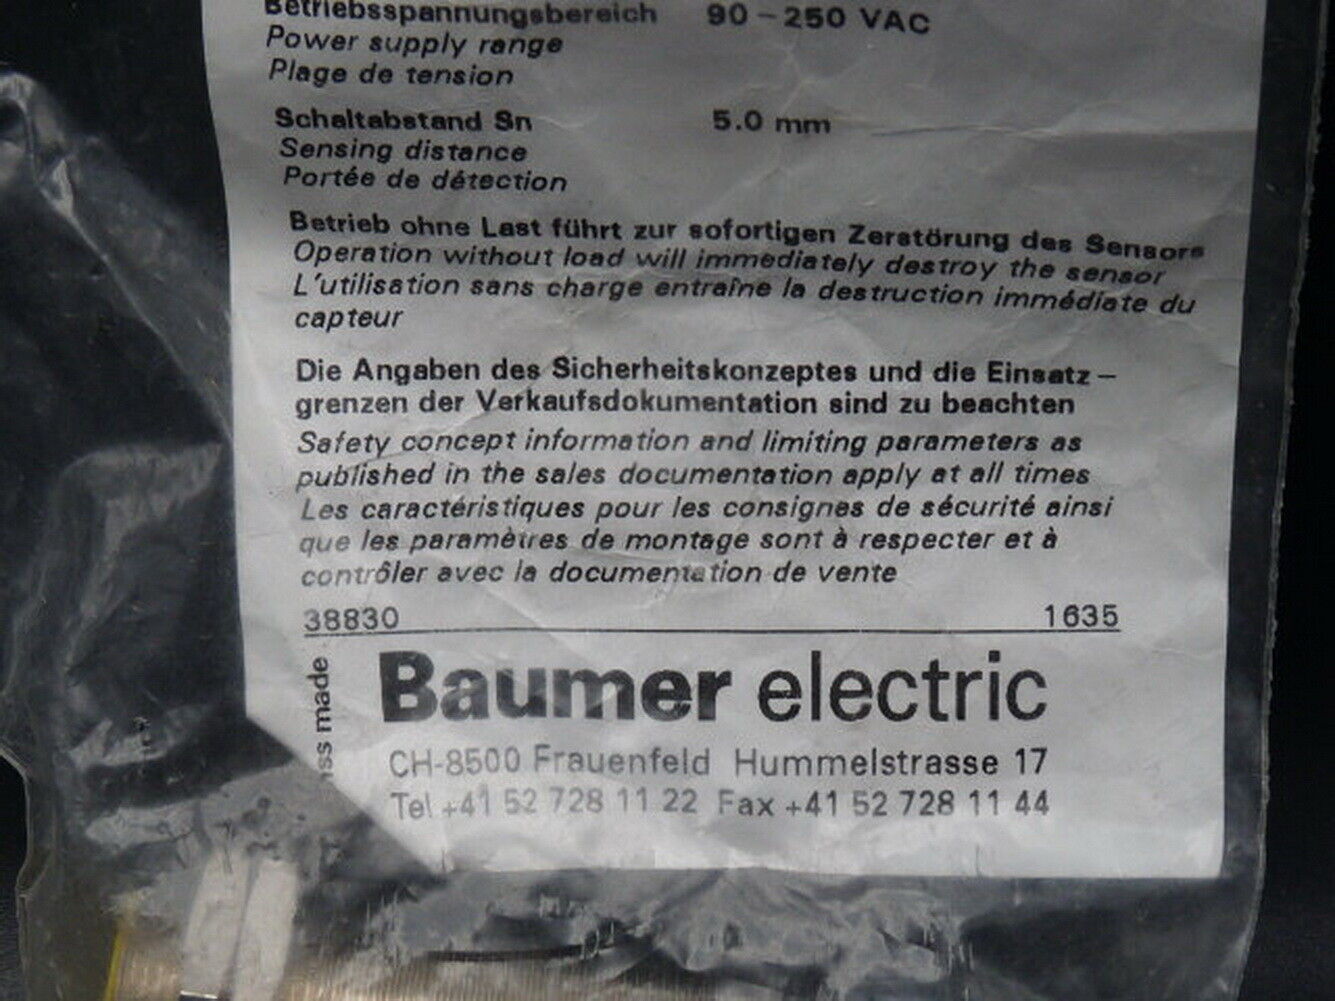 Betriebsspannungsbereich 90 - 250 VAC
Power supply range
Plage de tension
Schaltabstand Sn 5.0 mm
Sensing distance
Portée de détection
Betrieb ohne Last führt zur sofortigen Zerstörung des Sensors
Operation without load will immediately destroy the sensor
L'utilisation sans charge entraîne la destruction immédiate du
capteur
Die Angaben des Sicherheitskonzeptes und die Einsatz-
grenzen der Verkaufsdokumentation sind zu beachten
Safety concept information and limiting parameters as
published in the sales documentation apply at all times
Les caractéristiques pour les consignes de sécurité ainsi
que les paramètres de montage sont à respecter et à
contrôler avec la documentation de vente
38830 1635
iss made
Baumer electric
CH-8500 Frauenfeld Hummelstrasse 17
Tel +41 52 728 11 22 Fax +41 52 728 11 44